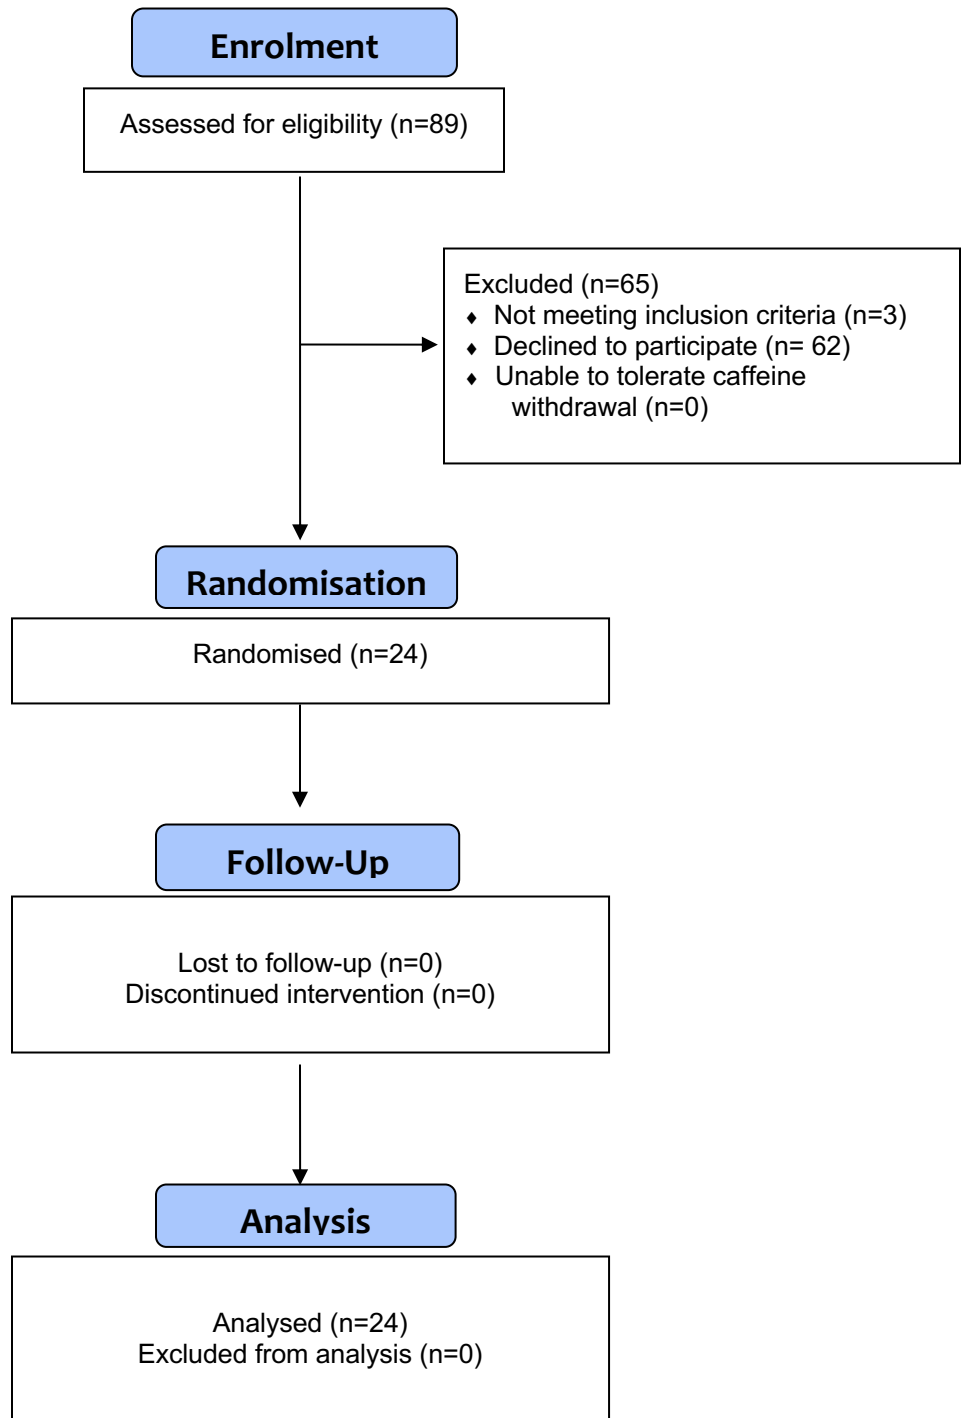 Enrolment
Assessed for eligibility (n=89)
Excluded (n=65)
♦ Not meeting inclusion criteria (n=3)
♦ Declined to participate (n= 62)
♦ Unable to tolerate caffeine
withdrawal (n=0)
Randomisation
Randomised (n=24)
Follow-Up
Lost to follow-up (n=0)
Discontinued intervention (n=0)
Analysis
Analysed (n=24)
Excluded from analysis (n=0)